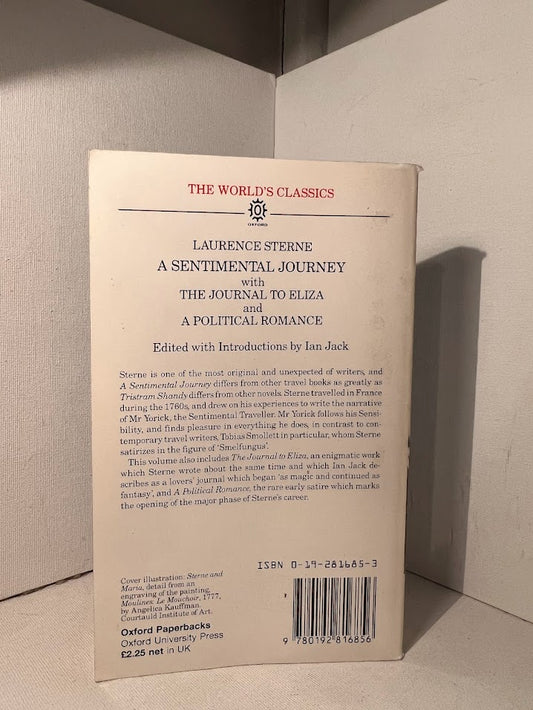 THE WORLD'S CLASSICS
OXFORD
LAURENCE STERNE
A SENTIMENTAL JOURNEY
with
THE JOURNAL TO ELIZA
and
A POLITICAL ROMANCE
Edited with Introductions by Ian Jack
Sterne is one of the most original and unexpected of writers, and
A Sentimental Journey differs from other travel books as greatly as
Tristram Shandy differs from other novels. Sterne travelled in France
during the 1760s, and drew on his experiences to write the narrative
of Mr Yorick, the Sentimental Traveller. Mr Yorick follows his Sensi-
bility, and finds pleasure in everything he does, in contrast to con-
temporary travel writers, Tobias Smollett in particular, whom Sterne
satirizes in the figure of 'Smelfungus'.
This volume also includes The Journal to Eliza, an enigmatic work
which Sterne wrote about the same time and which Ian Jack de-
scribes as a lovers' journal which began 'as magic and continued as
fantasy', and A Political Romance, the rare early satire which marks
the opening of the major phase of Sterne's career.
ISBN 0-19-281685-3
Cover illustration: Sterne and
Maria, detail from an
engraving of the painting,
Moulines: Le Mouchoir, 1777,
by Angelica Kauffman.
Courtauld Institute of Art.
Oxford Paperbacks
Oxford University Press
£2.25 net in UK
9 780192 816856